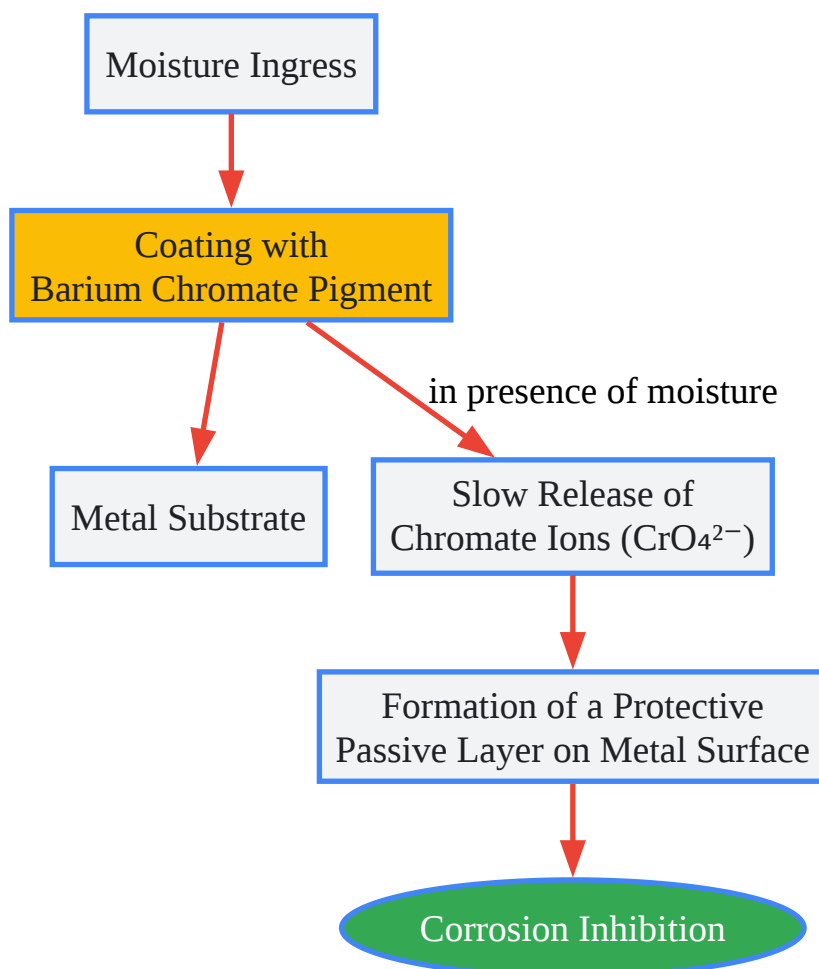 Moisture Ingress
Coating with
Barium Chromate Pigment
in presence of moisture
Metal Substrate
Slow Release of
Chromate Ions (CrO₄²⁻)
Formation of a Protective
Passive Layer on Metal Surface
Corrosion Inhibition